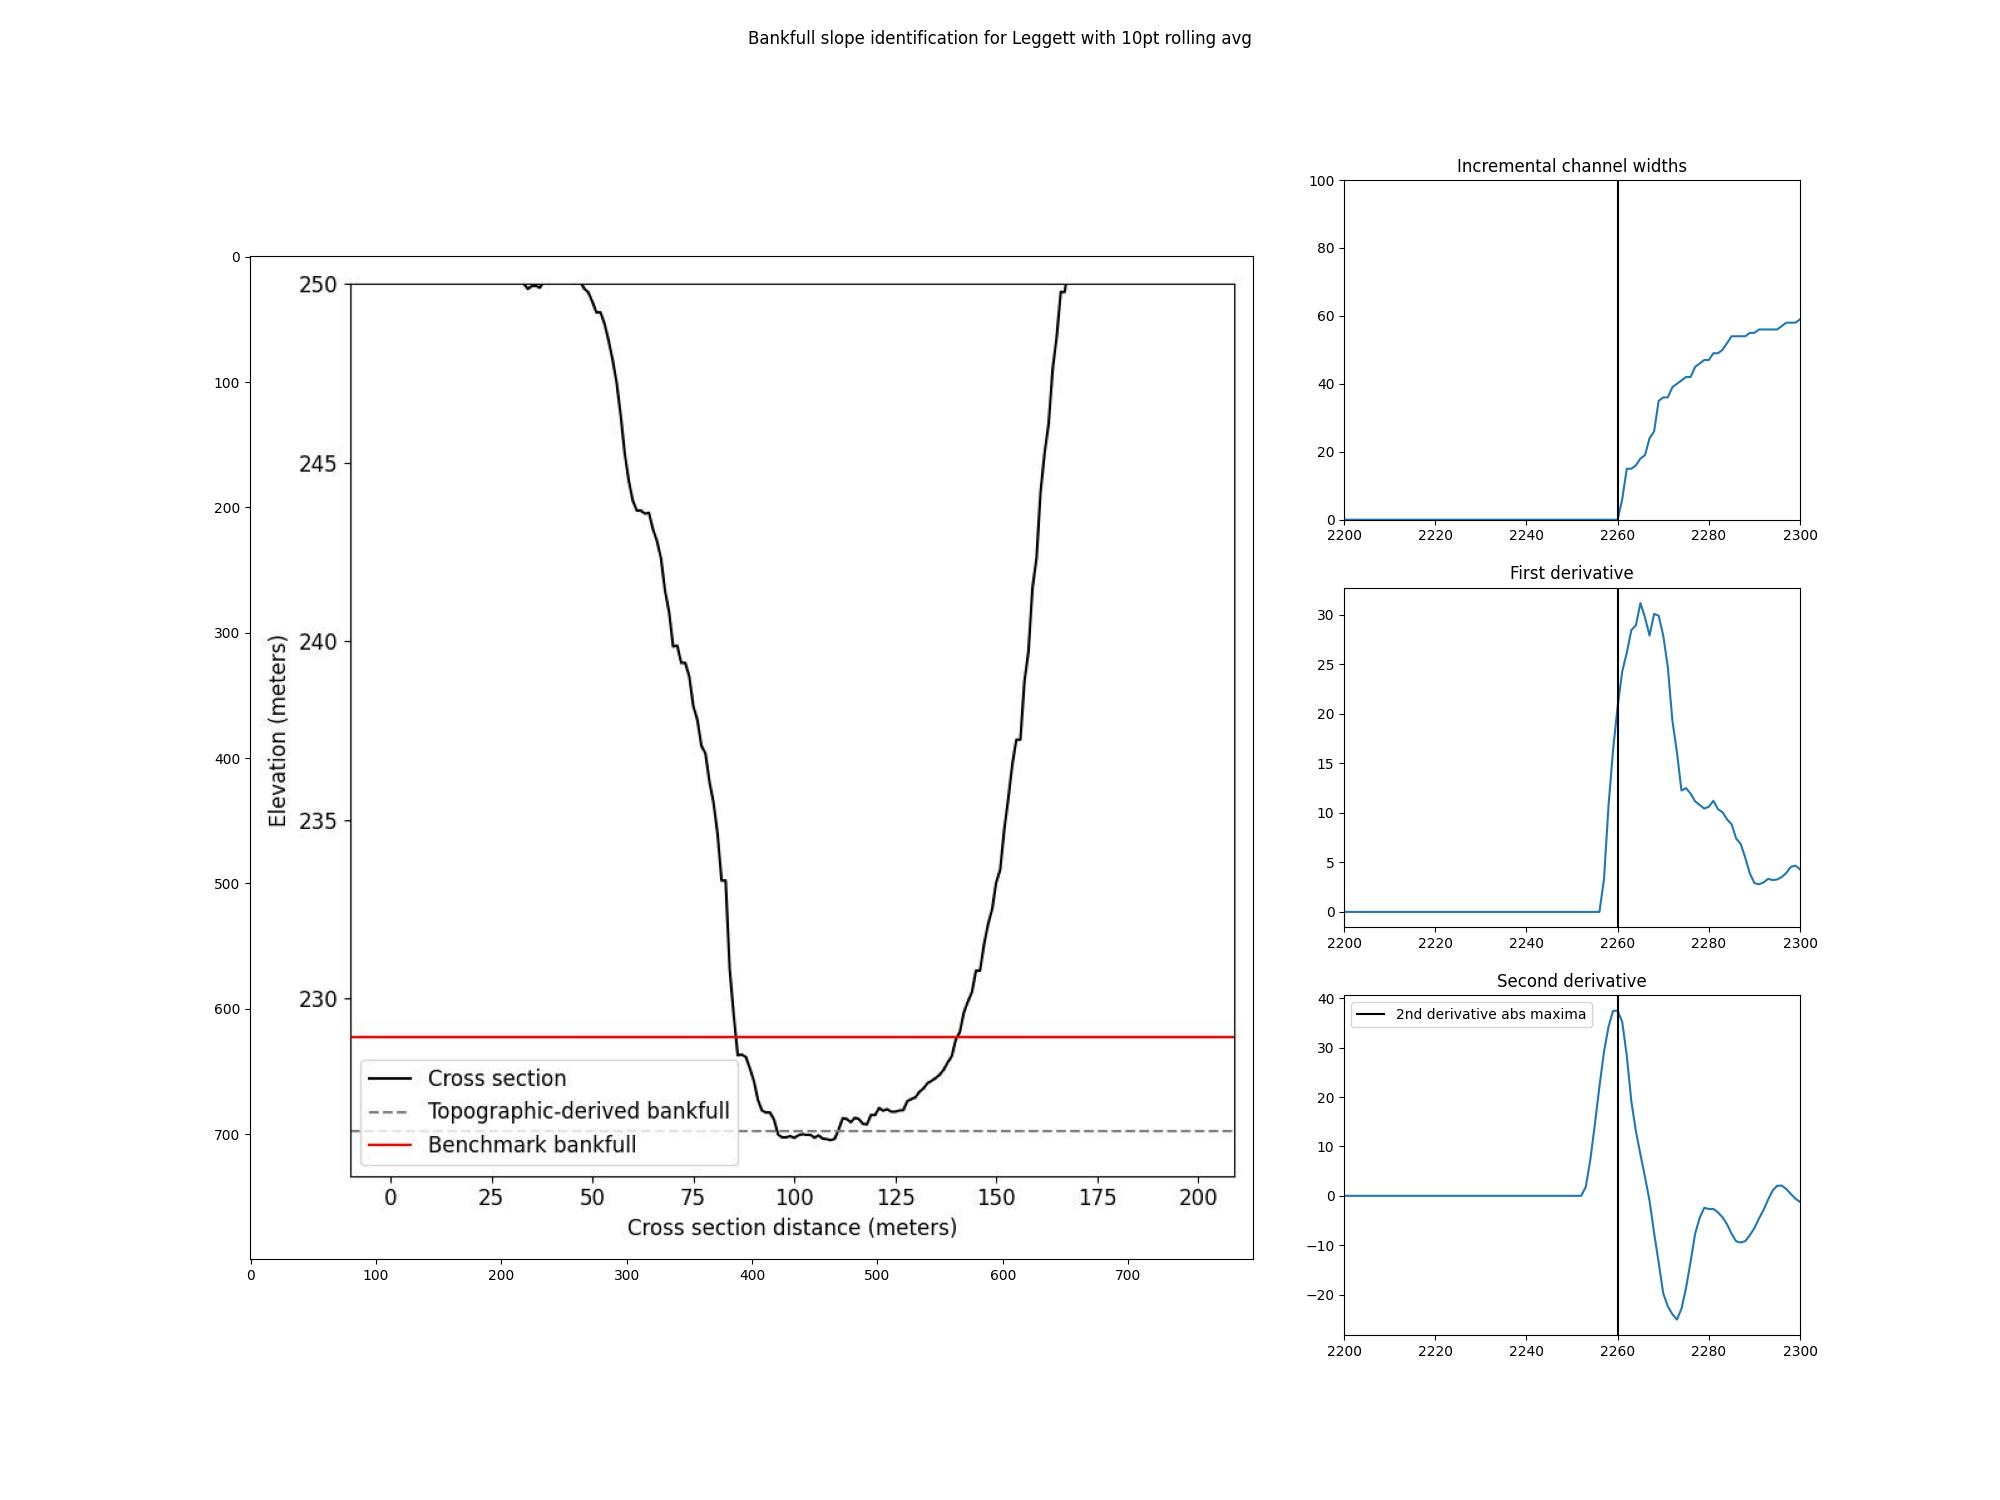 Bankfull slope identification for Leggett with 10pt rolling avg
0
100
200
300
400
500
600
700
250
245
240
235
230
Elevation (meters)
Cross section
Topographic-derived bankfull
Benchmark bankfull
0 25 50 75 100 125 150 175 200
Cross section distance (meters)
0 100 200 300 400 500 600 700
Incremental channel widths
100
80
60
40
20
0
2200 2220 2240 2260 2280 2300
First derivative
30
25
20
15
10
5
0
2200 2220 2240 2260 2280 2300
Second derivative
2nd derivative abs maxima
40
30
20
10
0
−10
−20
2200 2220 2240 2260 2280 2300